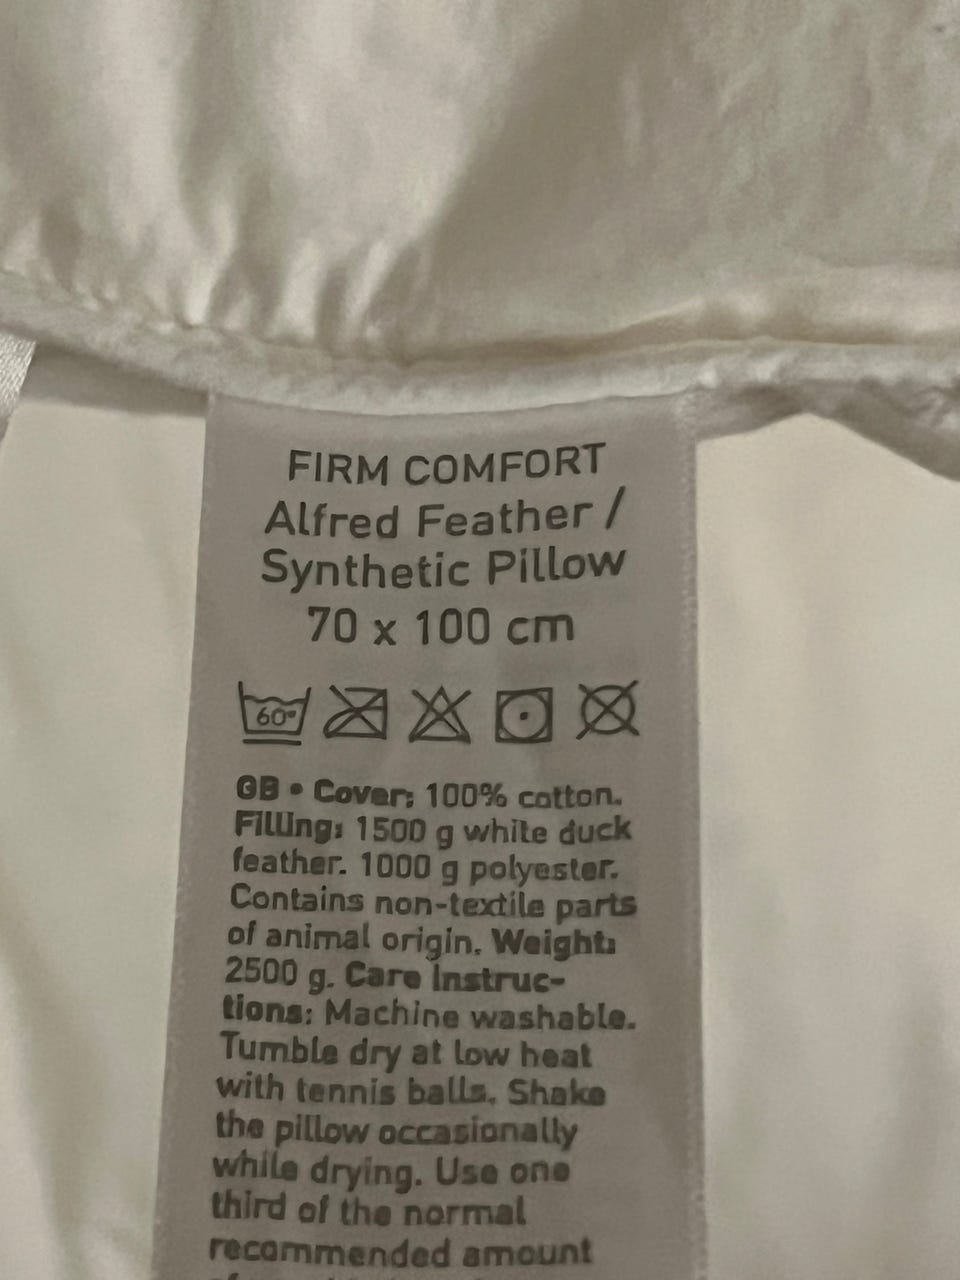 FIRM COMFORT
Alfred Feather /
Synthetic Pillow
70 x 100 cm
60°
GB • Cover: 100% cotton.
Filling: 1500 g white duck
feather. 1000 g polyester.
Contains non-textile parts
of animal origin. Weight:
2500 g. Care Instruc-
tions: Machine washable.
Tumble dry at low heat
with tennis balls. Shake
the pillow occasionally
while drying. Use one
third of the normal
recommended amount